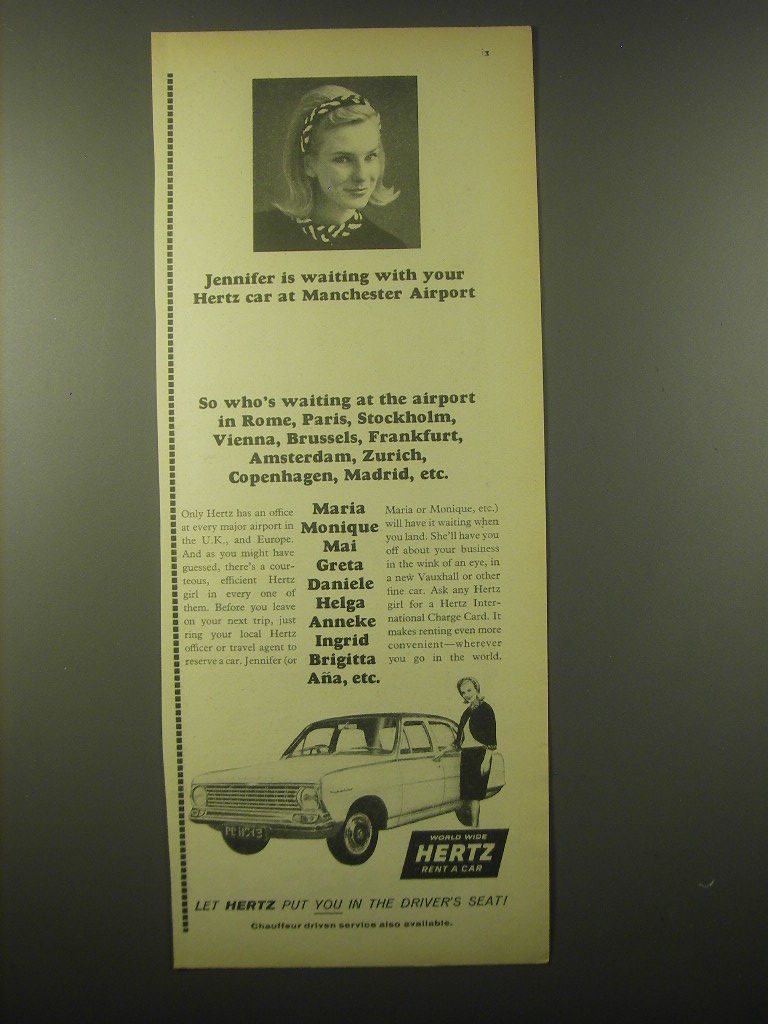 Jennifer is waiting with your
Hertz car at Manchester Airport
So who's waiting at the airport
in Rome, Paris, Stockholm,
Vienna, Brussels, Frankfurt,
Amsterdam, Zurich,
Copenhagen, Madrid, etc.
Only Hertz has an office
at every major airport in
the U.K., and Europe.
And as you might have
guessed, there's a cour-
teous, efficient Hertz
girl in every one of
them. Before you leave
on your next trip, just
ring your local Hertz
officer or travel agent to
reserve a car. Jennifer (or
Maria
Monique
Mai
Greta
Daniele
Helga
Anneke
Ingrid
Brigitta
Aña, etc.
Maria or Monique, etc.)
will have it waiting when
you land. She'll have you
off about your business
in the wink of an eye, in
a new Vauxhall or other
fine car. Ask any Hertz
girl for a Hertz Inter-
national Charge Card. It
makes renting even more
convenient—wherever
you go in the world.
WORLD WIDE
HERTZ
RENT A CAR
LET HERTZ PUT YOU IN THE DRIVER'S SEAT!
Chauffeur driven service also available.